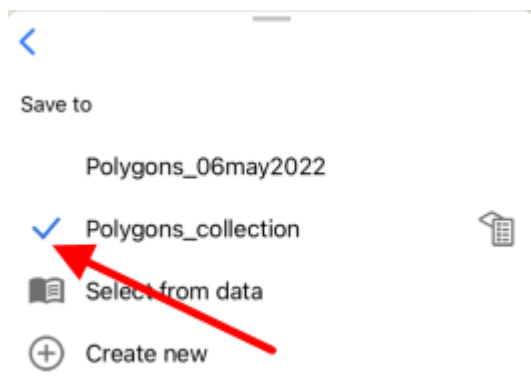 Save to
Polygons_06may2022
Polygons_collection
Select from data
Create new